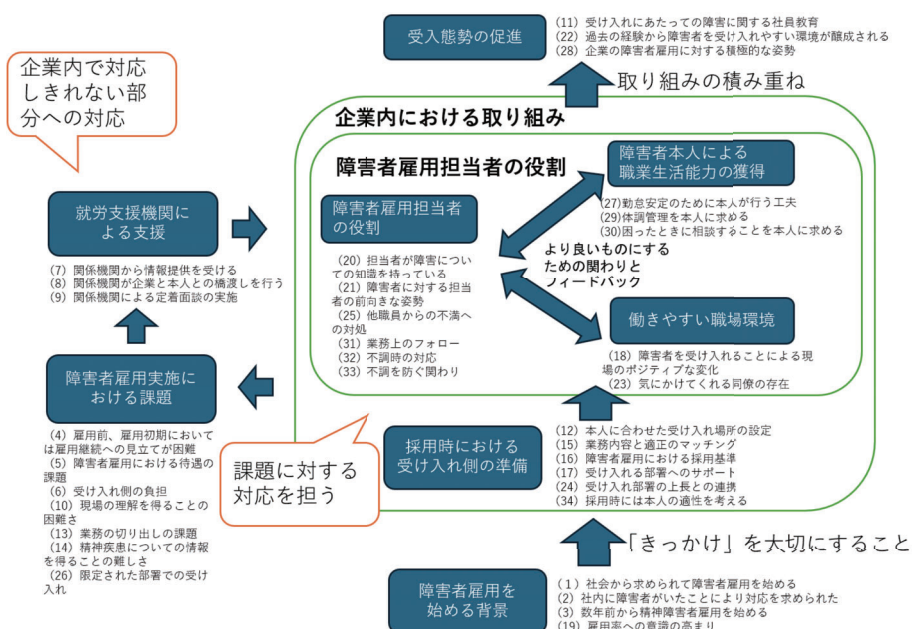 受入態勢の促進
(11) 受け入れにあたっての障害に関する社員教育
(22) 過去の経験から障害者を受け入れやすい環境が醸成される
(28) 企業の障害者雇用に対する積極的な姿勢
取り組みの積み重ね
企業内で対応
しきれない部
分への対応
企業内における取り組み
障害者雇用担当者の役割
障害者本人による
職業生活能力の獲得
(27)勤怠安定のために本人が行う工夫
(29)体調管理を本人に求める
(30)困ったときに相談することを本人に求める
障害者雇用担当者
の役割
(20) 担当者が障害につい
ての知識を持っている
(21) 障害者に対する担当
者の前向きな姿勢
(25) 他職員からの不満へ
の対処
(31) 業務上のフォロー
(32) 不調時の対応
(33) 不調を防ぐ関わり
より良いものにする
ための関わりと
フィードバック
働きやすい職場環境
(18) 障害者を受け入れることによる現
場のポジティブな変化
(23) 気にかけてくれる同僚の存在
就労支援機関に
よる支援
(7) 関係機関から情報提供を受ける
(8) 関係機関が企業と本人との橋渡しを行う
(9) 関係機関による定着面談の実施
障害者雇用実施に
おける課題
(4) 雇用前、雇用初期において
は雇用継続への見立てが困難
(5) 障害者雇用における待遇の
課題
(6) 受け入れ側の負担
(10) 現場の理解を得ることの
困難さ
(13) 業務の切り出しの課題
(14) 精神疾患についての情報
を得ることの難しさ
(26) 限定された部署での受け
入れ
課題に対する
対応を担う
採用時における
受け入れ側の準備
(12) 本人に合わせた受け入れ場所の設定
(15) 業務内容と適正のマッチング
(16) 障害者雇用における採用基準
(17) 受け入れる部署へのサポート
(24) 受け入れ部署の上長との連携
(34) 採用時には本人の適性を考える
「きっかけ」を大切にすること
障害者雇用を
始める背景
(1) 社会から求められて障害者雇用を始める
(2) 社内に障害者がいたことにより対応を求められた
(3) 数年前から精神障害者雇用を始める
(19) 雇用率への意識の高まり